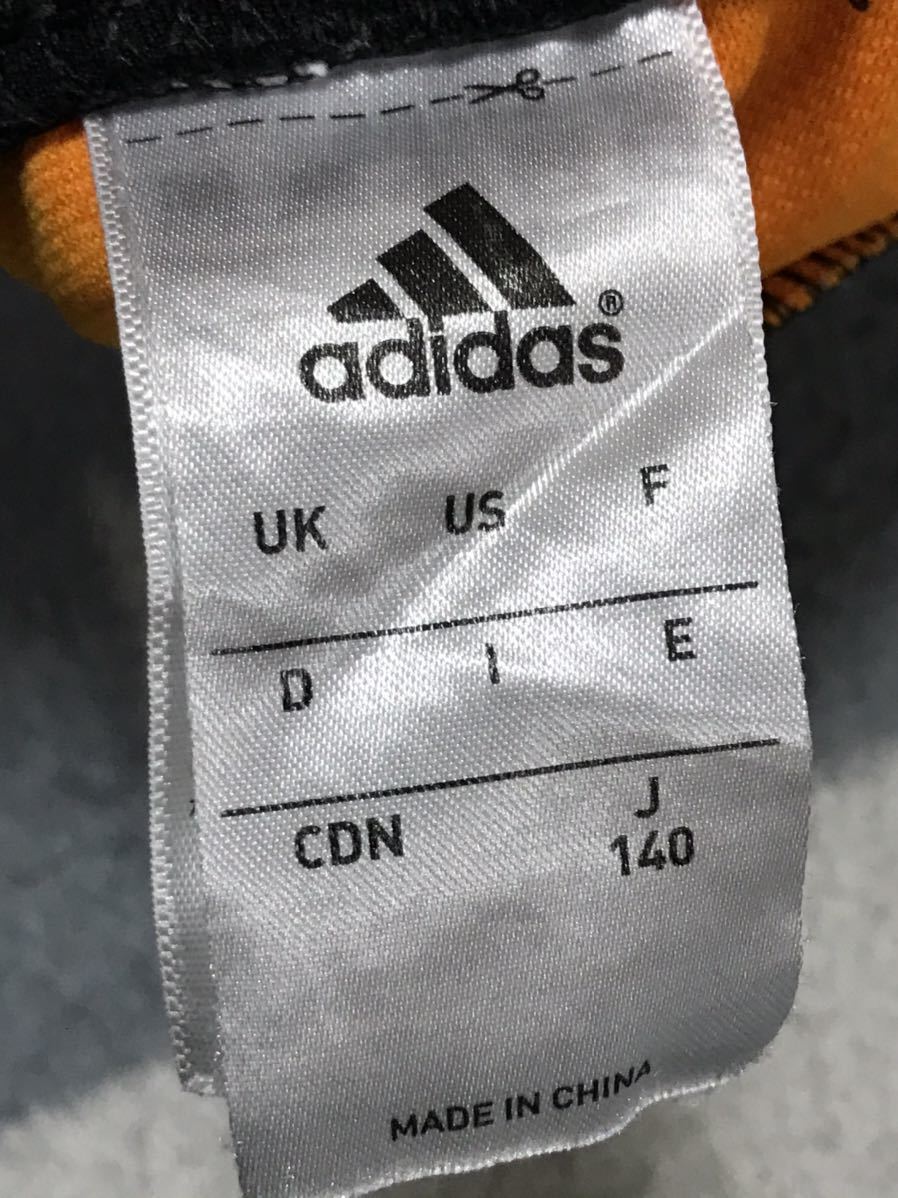 adidas®
UK US F
D I E
CDN J
140
MADE IN CHINA